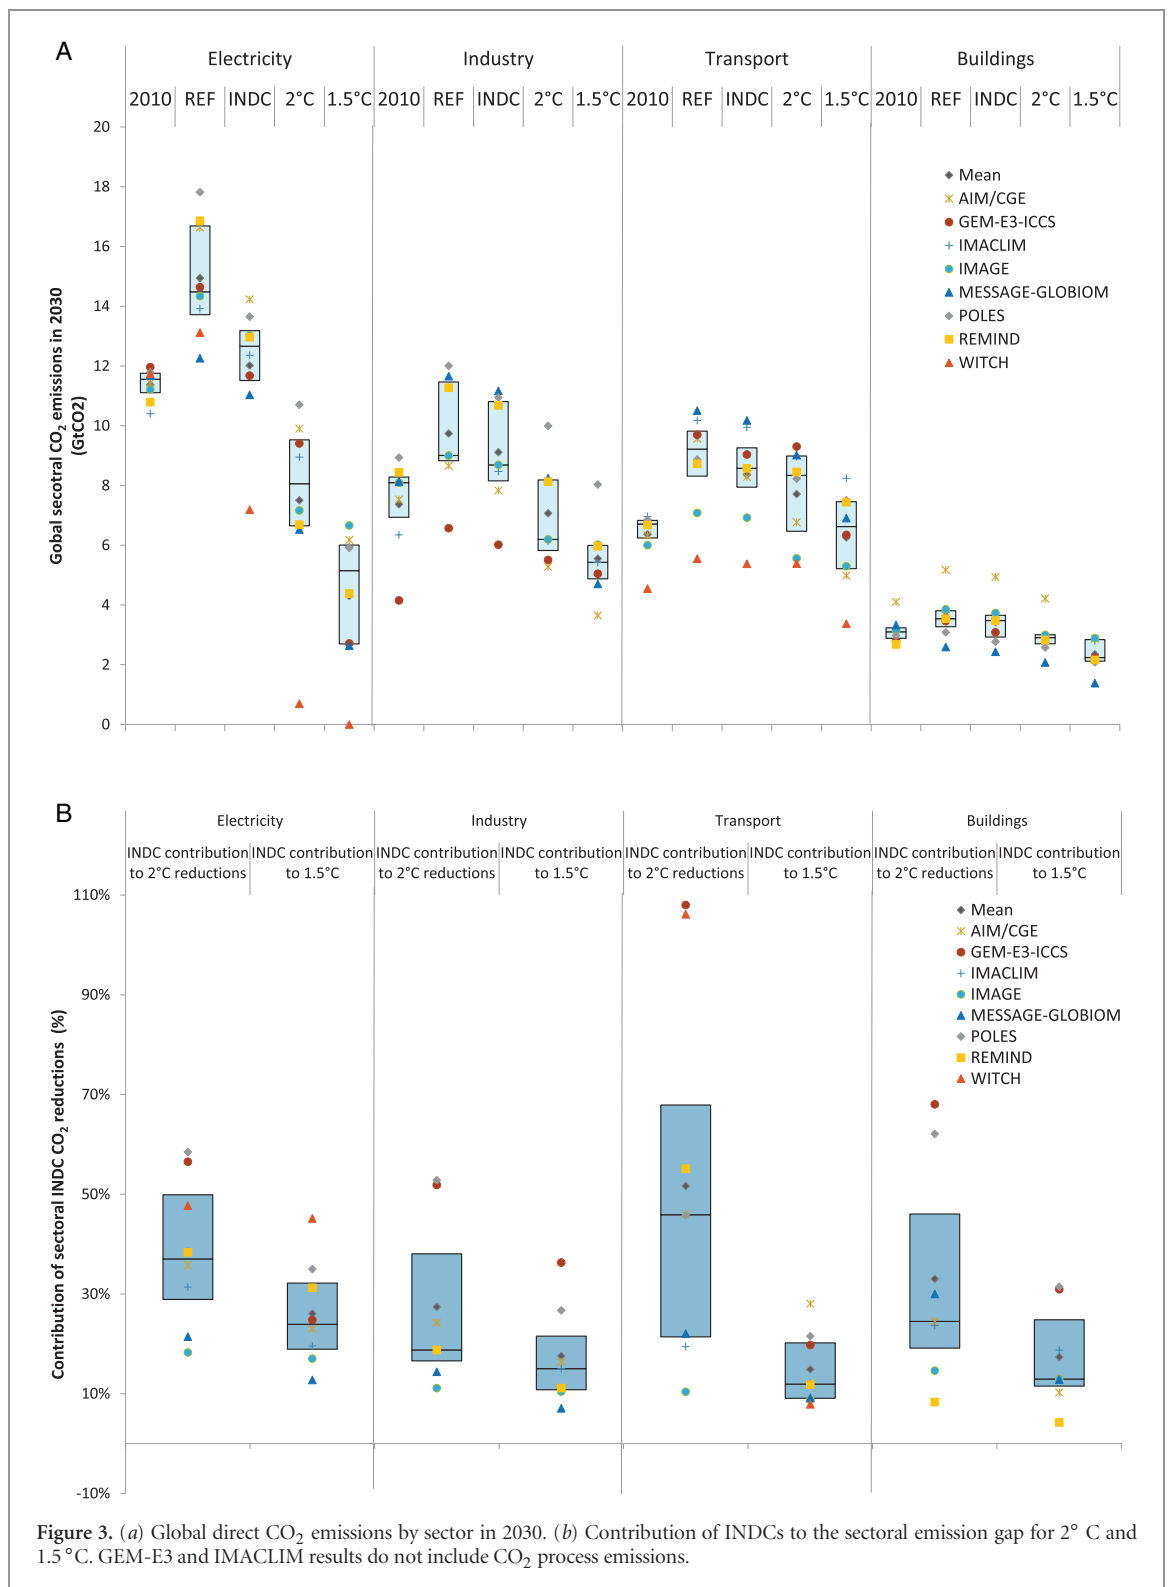 A
Electricity Industry Transport Buildings
2010 REF INDC 2°C 1.5°C 2010 REF INDC 2°C 1.5°C 2010 REF INDC 2°C 1.5°C 2010 REF INDC 2°C 1.5°C
Gobal secotral CO2 emissions in 2030
(GtCO2)
20
18
16
14
12
10
8
6
4
2
0
Mean
AIM/CGE
GEM-E3-ICCS
IMACLIM
IMAGE
MESSAGE-GLOBIOM
POLES
REMIND
WITCH
B
Electricity Industry Transport Buildings
INDC contribution INDC contribution INDC contribution INDC contribution INDC contribution INDC contribution INDC contribution INDC contribution
to 2°C reductions to 1.5°C to 2°C reductions to 1.5°C to 2°C reductions to 1.5°C to 2°C reductions to 1.5°C
Contribution of sectoral INDC CO2 reductions (%)
110%
90%
70%
50%
30%
10%
-10%
Mean
AIM/CGE
GEM-E3-ICCS
IMACLIM
IMAGE
MESSAGE-GLOBIOM
POLES
REMIND
WITCH
Figure 3. (a) Global direct CO2 emissions by sector in 2030. (b) Contribution of INDCs to the sectoral emission gap for 2° C and
1.5 °C. GEM-E3 and IMACLIM results do not include CO2 process emissions.